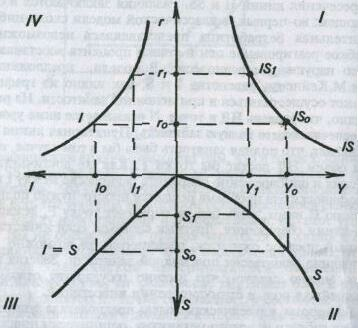 IV r I
r₁ IS₁
I r₀ IS₀
IS
I I₀ I₁ Y₁ Y₀ Y
S₁
I = S S₀ S
III S II